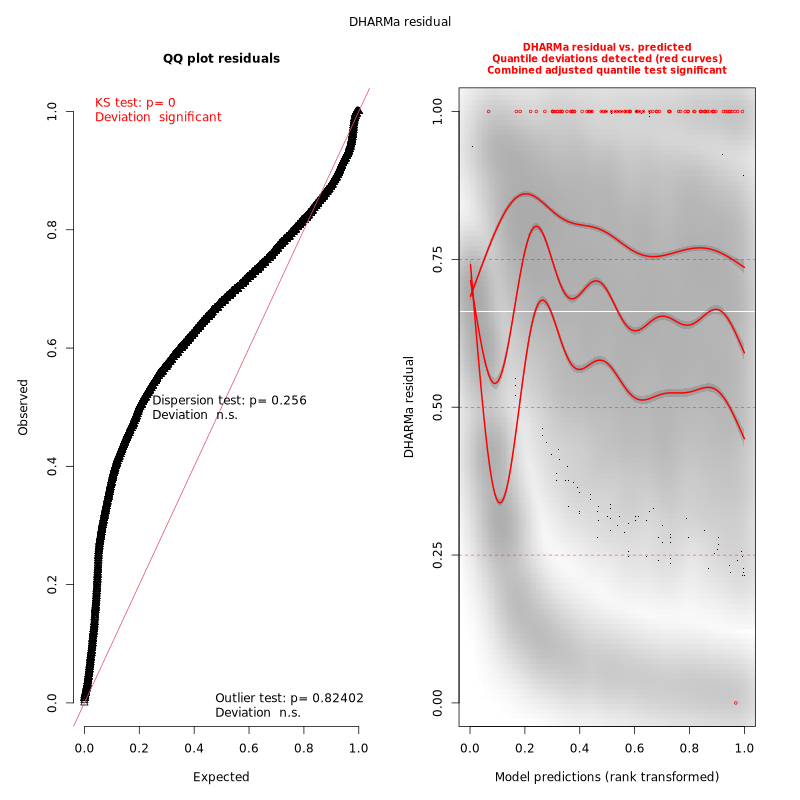 DHARMa residual
QQ plot residuals
KS test: p= 0
Deviation significant
Dispersion test: p= 0.256
Deviation n.s.
Outlier test: p= 0.82402
Deviation n.s.
Observed
0.0
0.2
0.4
0.6
0.8
1.0
0.0
0.2
0.4
0.6
0.8
1.0
Expected
DHARMa residual vs. predicted
Quantile deviations detected (red curves)
Combined adjusted quantile test significant
DHARMa residual
0.00
0.25
0.50
0.75
1.00
0.0
0.2
0.4
0.6
0.8
1.0
Model predictions (rank transformed)